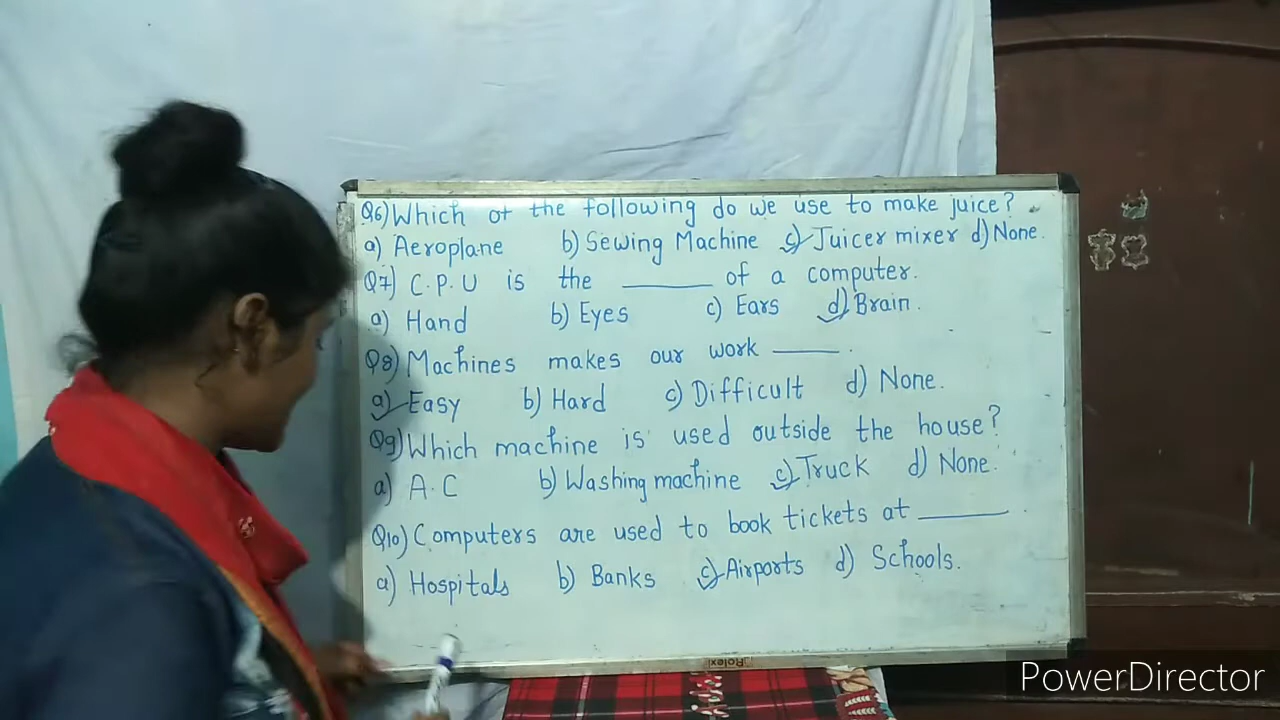 Q6) Which of the following do we use to make juice?
a) Aeroplane b) Sewing Machine c) Juicer mixer d) None.
Q7) C.P.U is the ______ of a computer.
a) Hand b) Eyes c) Ears d) Brain.
Q8) Machines makes our work ______.
a) Easy b) Hard c) Difficult d) None.
Q9) Which machine is used outside the house?
a) A.C b) Washing machine c) Truck d) None.
Q10) Computers are used to book tickets at ______.
a) Hospitals b) Banks c) Airports d) Schools.
Rolex
PowerDirector